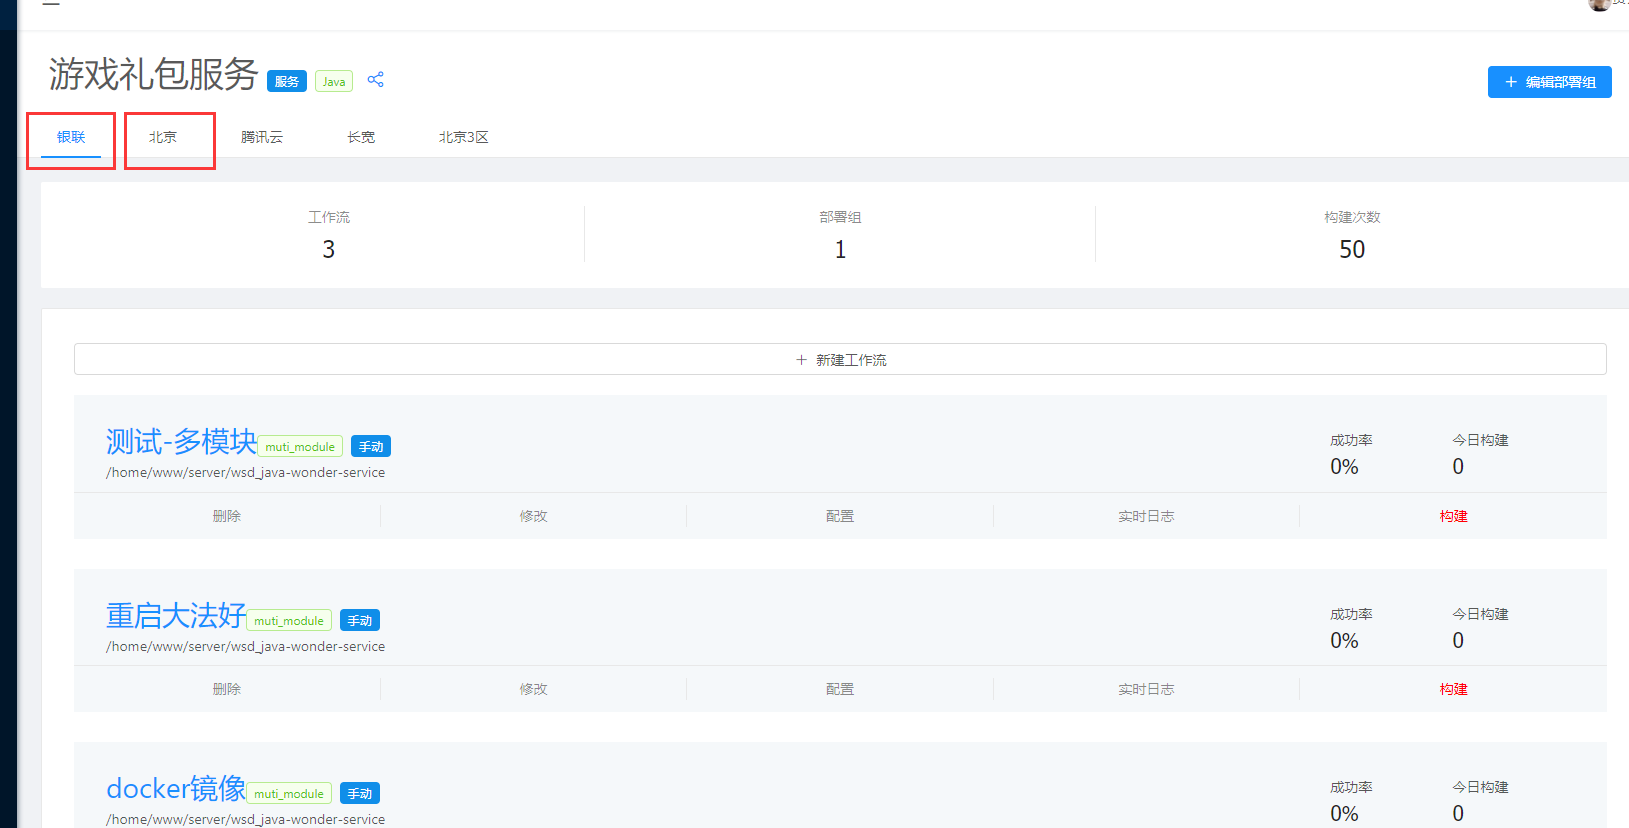 游戏礼包服务 服务 Java
+ 编辑部署组
银联 北京 腾讯云 长宽 北京3区
工作流 部署组 构建次数
3 1 50
+ 新建工作流
测试-多模块 muti_module 手动
/home/www/server/wsd_java-wonder-service
成功率 今日构建
0% 0
删除 修改 配置 实时日志 构建
重启大法好 muti_module 手动
/home/www/server/wsd_java-wonder-service
成功率 今日构建
0% 0
删除 修改 配置 实时日志 构建
docker镜像 muti_module 手动
/home/www/server/wsd_java-wonder-service
成功率 今日构建
0% 0